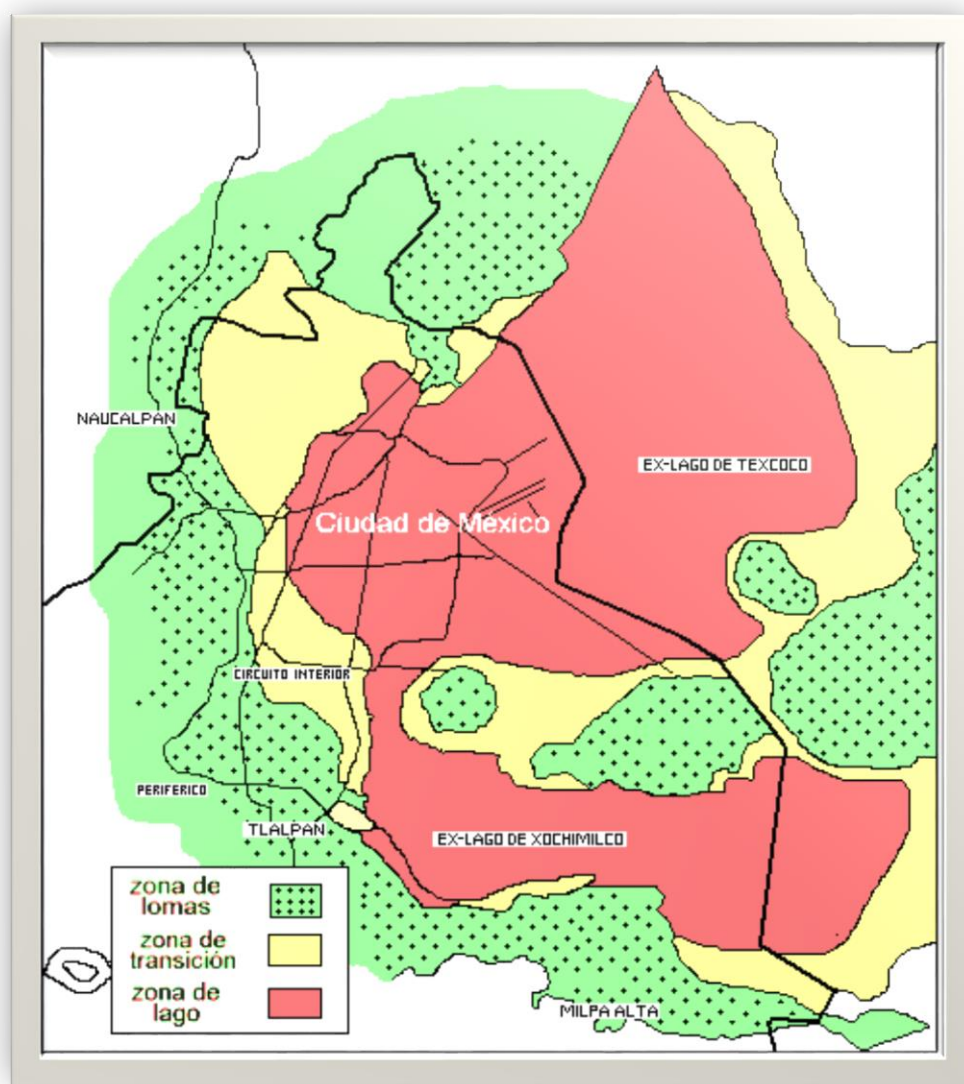 NAUCALPAN
EX-LAGO DE TEXCOCO
Ciudad de Mexico
CIRCUITO INTERIOR
PERIFERICO
TLALPAN
EX-LAGO DE XOCHIMILCO
zona de
lomas
zona de
transición
zona de
lago
MILPA ALTA